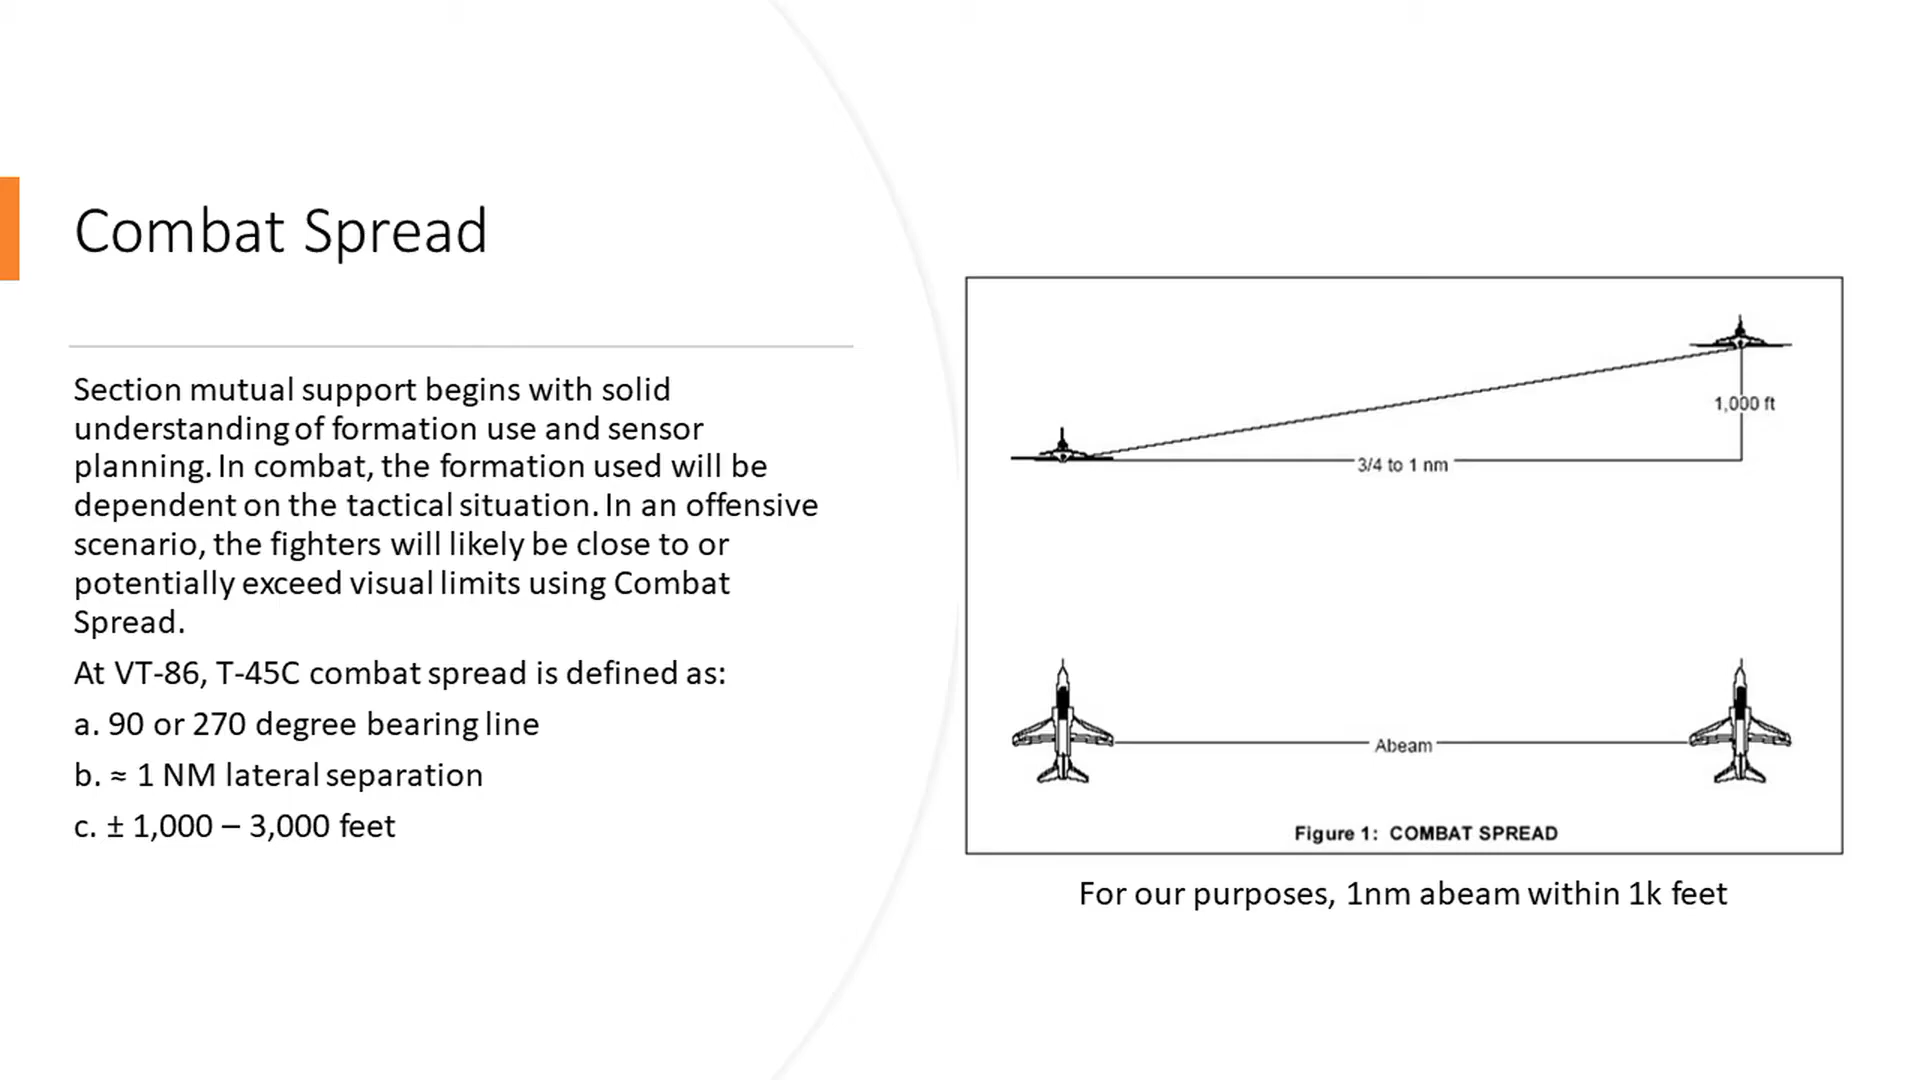 Combat Spread
Section mutual support begins with solid
understanding of formation use and sensor
planning. In combat, the formation used will be
dependent on the tactical situation. In an offensive
scenario, the fighters will likely be close to or
potentially exceed visual limits using Combat
Spread.
At VT-86, T-45C combat spread is defined as:
a. 90 or 270 degree bearing line
b. ≈ 1 NM lateral separation
c. ± 1,000 – 3,000 feet
1,000 ft
3/4 to 1 nm
Abeam
Figure 1: COMBAT SPREAD
For our purposes, 1nm abeam within 1k feet